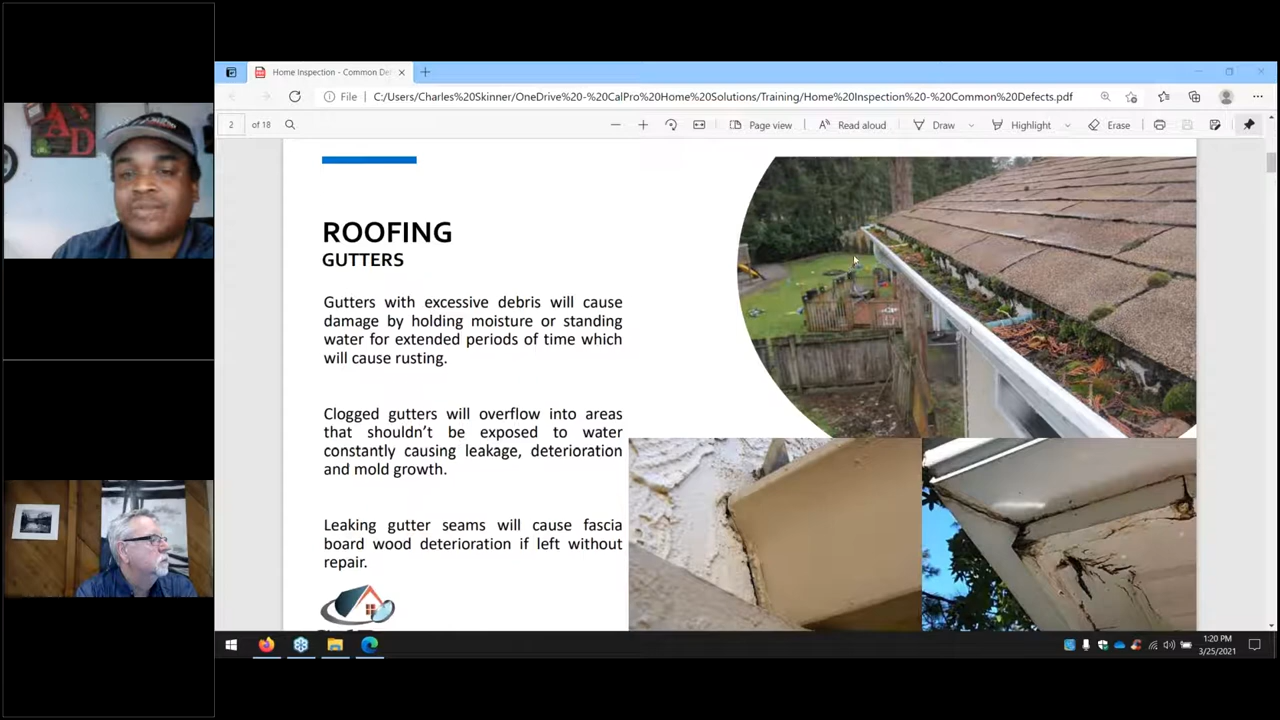 Home Inspection - Common De
File
C:/Users/Charles%20Skinner/OneDrive%20-%20CalPro%20Home%20Solutions/Training/Home%20Inspection%20-%20Common%20Defects.pdf
2 of 18
Page view
Read aloud
Draw
Highlight
Erase
AD
ROOFING
GUTTERS
Gutters with excessive debris will cause
damage by holding moisture or standing
water for extended periods of time which
will cause rusting.
Clogged gutters will overflow into areas
that shouldn't be exposed to water
constantly causing leakage, deterioration
and mold growth.
Leaking gutter seams will cause fascia
board wood deterioration if left without
repair.
1:20 PM
3/25/2021